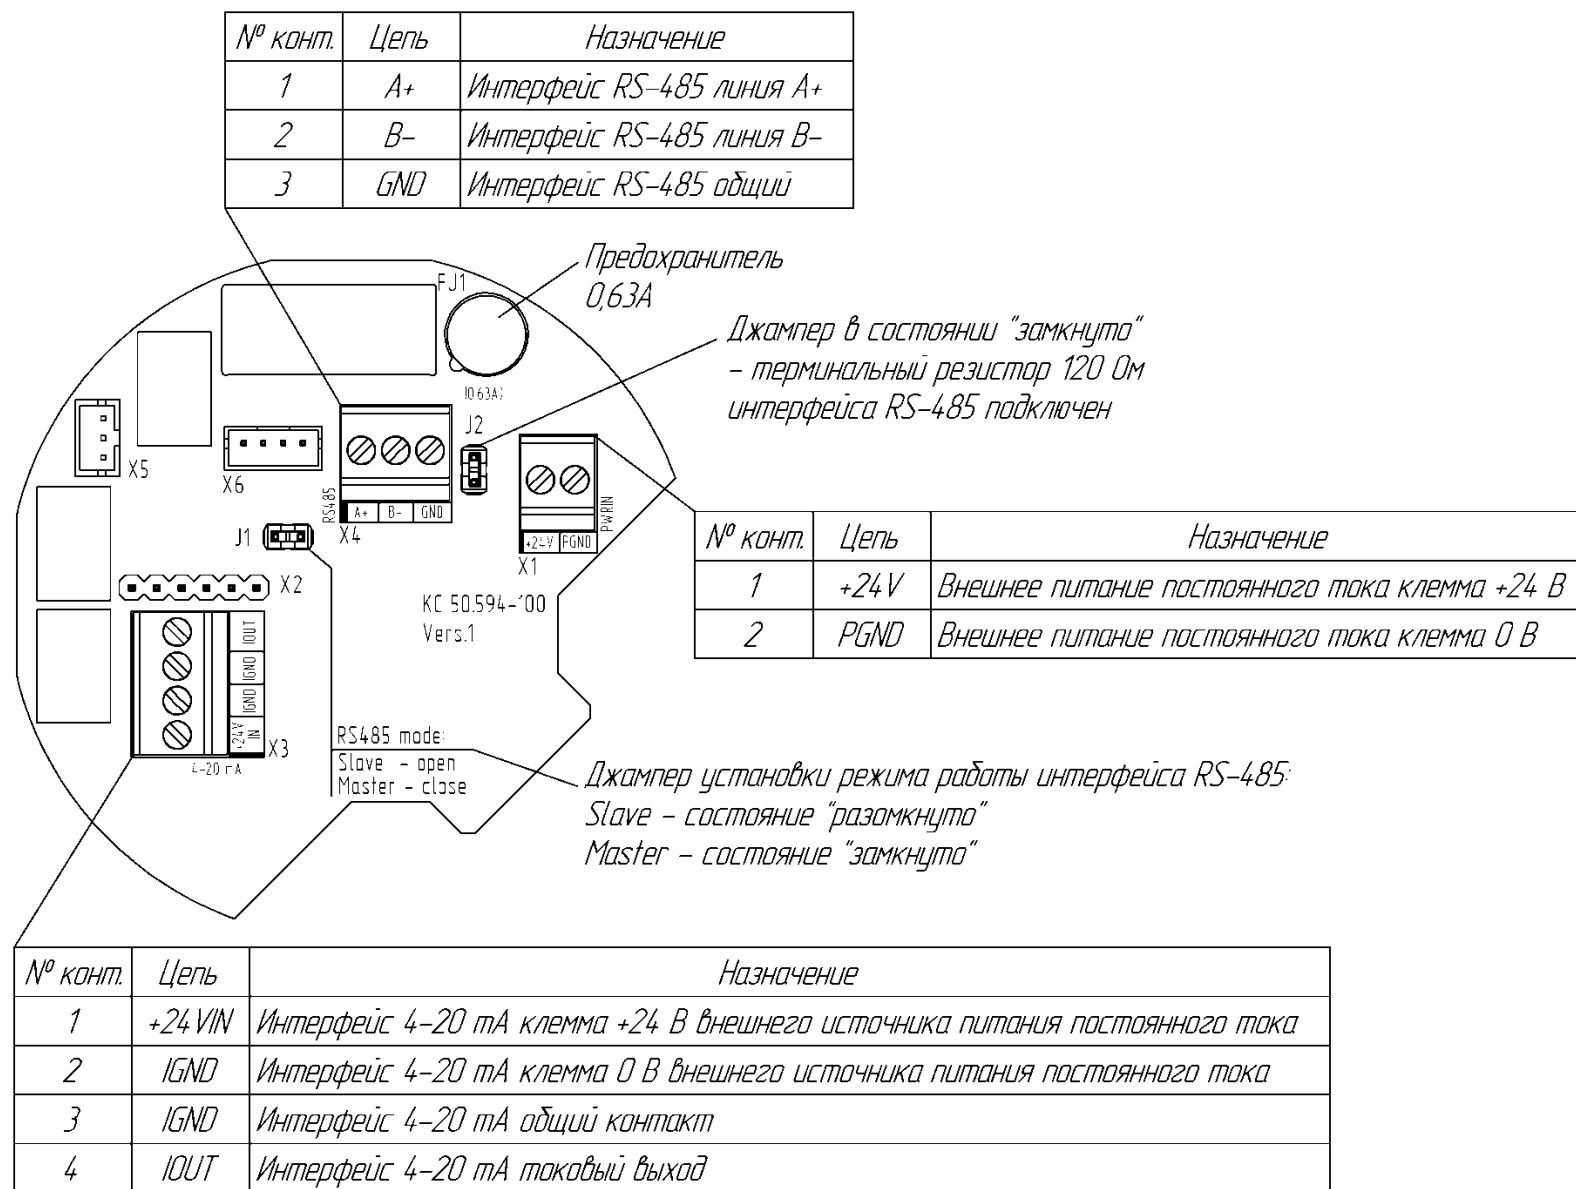 № конт. Цепь Назначение
1 A+ Интерфейс RS-485 линия A+
2 B- Интерфейс RS-485 линия B-
3 GND Интерфейс RS-485 общий
Предохранитель
0,63А
FJ1
(0.63A)
Джампер в состоянии "замкнуто"
- терминальный резистор 120 Ом
интерфейса RS-485 подключен
J2
X5
X6
RS485
A+ B- GND
X4
PWRIN
+24V PGND
X1
J1
X2
№ конт. Цепь Назначение
1 +24V Внешнее питание постоянного тока клемма +24 В
2 PGND Внешнее питание постоянного тока клемма 0 В
КС 50.594-100
Vers.1
IOUT
IGND
IGND
+24V
IN
X3
4-20 mA
RS485 mode:
Slave - open
Master - close
Джампер установки режима работы интерфейса RS-485:
Slave - состояние "разомкнуто"
Master - состояние "замкнуто"
№ конт. Цепь Назначение
1 +24VIN Интерфейс 4-20 mA клемма +24 В внешнего источника питания постоянного тока
2 IGND Интерфейс 4-20 mA клемма 0 В внешнего источника питания постоянного тока
3 IGND Интерфейс 4-20 mA общий контакт
4 IOUT Интерфейс 4-20 mA токовый выход